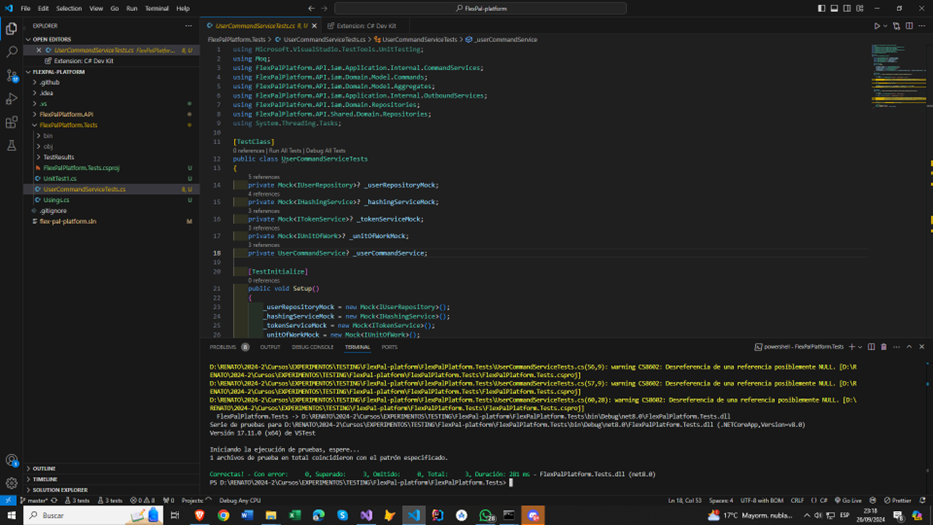 File Edit Selection View Go Run Terminal Help
FlexPal-platform
EXPLORER
OPEN EDITORS
UserCommandServiceTests.cs FlexPalPlatfor... 8, U
Extension: C# Dev Kit
FLEXPAL-PLATFORM
.github
.idea
.vs
FlexPalPlatform.API
FlexPalPlatform.Tests
bin
obj
TestResults
FlexPalPlatform.Tests.csproj U
UnitTest1.cs U
UserCommandServiceTests.cs 8, U
Usings.cs U
.gitignore
flex-pal-platform.sln M
OUTLINE
TIMELINE
SOLUTION EXPLORER
UserCommandServiceTests.cs 8, U
Extension: C# Dev Kit
FlexPalPlatform.Tests > UserCommandServiceTests.cs > UserCommandServiceTests > _userCommandService
1 using Microsoft.VisualStudio.TestTools.UnitTesting;
2 using Moq;
3 using FlexPalPlatform.API.iam.Application.Internal.CommandServices;
4 using FlexPalPlatform.API.iam.Domain.Model.Commands;
5 using FlexPalPlatform.API.iam.Domain.Model.Aggregates;
6 using FlexPalPlatform.API.iam.Application.Internal.OutboundServices;
7 using FlexPalPlatform.API.iam.Domain.Repositories;
8 using FlexPalPlatform.API.Shared.Domain.Repositories;
9 using System.Threading.Tasks;
10
11 [TestClass]
0 references | Run All Tests | Debug All Tests
12 public class UserCommandServiceTests
13 {
5 references
14 private Mock<IUserRepository>? _userRepositoryMock;
4 references
15 private Mock<IHashingService>? _hashingServiceMock;
3 references
16 private Mock<ITokenService>? _tokenServiceMock;
3 references
17 private Mock<IUnitOfWork>? _unitOfWorkMock;
3 references
18 private UserCommandService? _userCommandService;
19
20 [TestInitialize]
0 references
21 public void Setup()
22 {
23 _userRepositoryMock = new Mock<IUserRepository>();
24 _hashingServiceMock = new Mock<IHashingService>();
25 _tokenServiceMock = new Mock<ITokenService>();
26 _unitOfWorkMock = new Mock<IUnitOfWork>();
PROBLEMS 8 OUTPUT DEBUG CONSOLE TERMINAL PORTS
powershell - FlexPalPlatform.Tests
D:\RENATO\2024-2\Cursos\EXPERIMENTOS\TESTING\FlexPal-platform\FlexPalPlatform.Tests\UserCommandServiceTests.cs(56,9): warning CS8602: Desreferencia de una referencia posiblemente NULL. [D:\R
ENATO\2024-2\Cursos\EXPERIMENTOS\TESTING\FlexPal-platform\FlexPalPlatform.Tests\FlexPalPlatform.Tests.csproj]
D:\RENATO\2024-2\Cursos\EXPERIMENTOS\TESTING\FlexPal-platform\FlexPalPlatform.Tests\UserCommandServiceTests.cs(57,9): warning CS8602: Desreferencia de una referencia posiblemente NULL. [D:\R
ENATO\2024-2\Cursos\EXPERIMENTOS\TESTING\FlexPal-platform\FlexPalPlatform.Tests\FlexPalPlatform.Tests.csproj]
D:\RENATO\2024-2\Cursos\EXPERIMENTOS\TESTING\FlexPal-platform\FlexPalPlatform.Tests\UserCommandServiceTests.cs(60,28): warning CS8602: Desreferencia de una referencia posiblemente NULL. [D:\
RENATO\2024-2\Cursos\EXPERIMENTOS\TESTING\FlexPal-platform\FlexPalPlatform.Tests\FlexPalPlatform.Tests.csproj]
FlexPalPlatform.Tests -> D:\RENATO\2024-2\Cursos\EXPERIMENTOS\TESTING\FlexPal-platform\FlexPalPlatform.Tests\bin\Debug\net8.0\FlexPalPlatform.Tests.dll
Serie de pruebas para D:\RENATO\2024-2\Cursos\EXPERIMENTOS\TESTING\FlexPal-platform\FlexPalPlatform.Tests\bin\Debug\net8.0\FlexPalPlatform.Tests.dll (.NETCoreApp,Version=v8.0)
Versión 17.11.0 (x64) de VSTest
Iniciando la ejecución de pruebas, espere...
1 archivos de prueba en total coincidieron con el patrón especificado.
Correctas! - Con error: 0, Superado: 3, Omitido: 0, Total: 3, Duración: 281 ms - FlexPalPlatform.Tests.dll (net8.0)
PS D:\RENATO\2024-2\Cursos\EXPERIMENTOS\TESTING\FlexPal-platform\FlexPalPlatform.Tests>
master* 3 tests 3 tests 0 8 0 Projects Debug Any CPU
Ln 18, Col 53 Spaces: 4 UTF-8 with BOM CRLF C# Go Live Prettier
Buscar
17°C Mayorm. nubla... ESP 23:18
26/09/2024